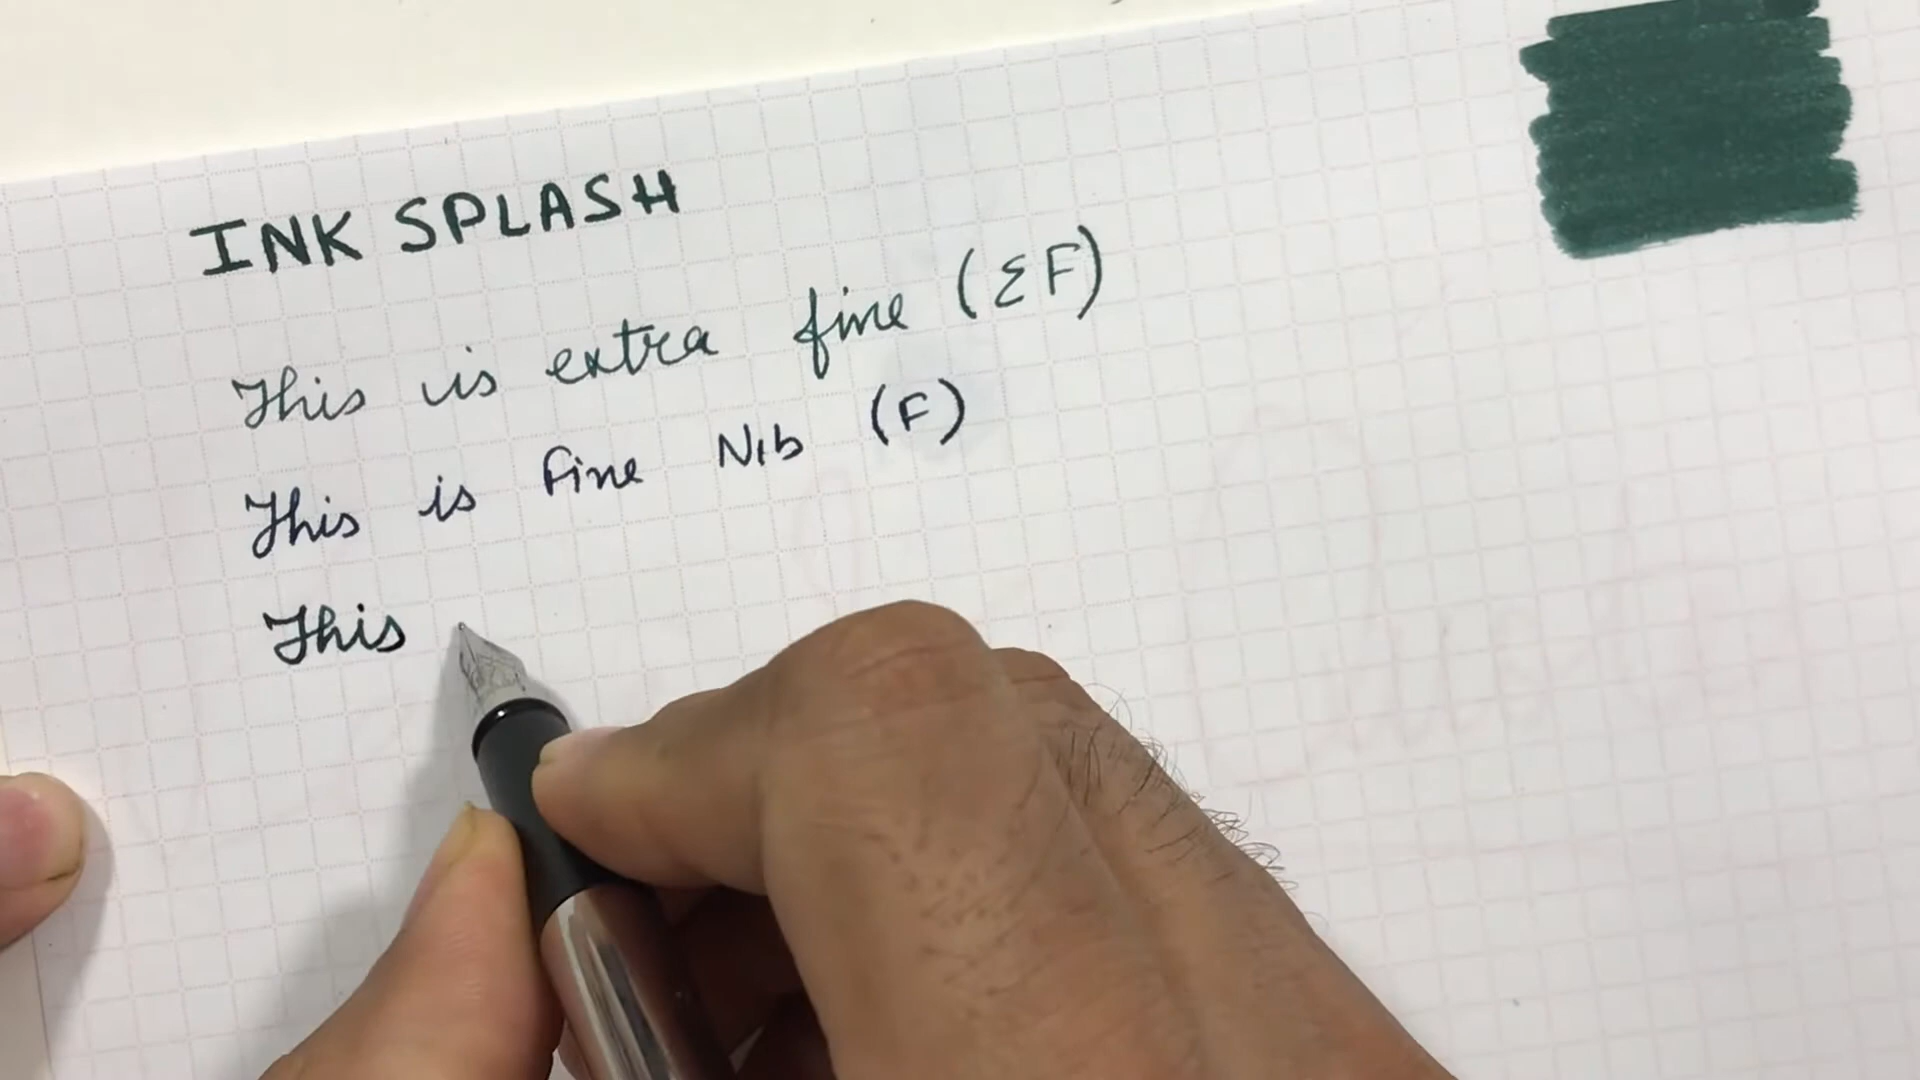 INK SPLASH
This is extra fine (EF)
This is Fine Nib (F)
This